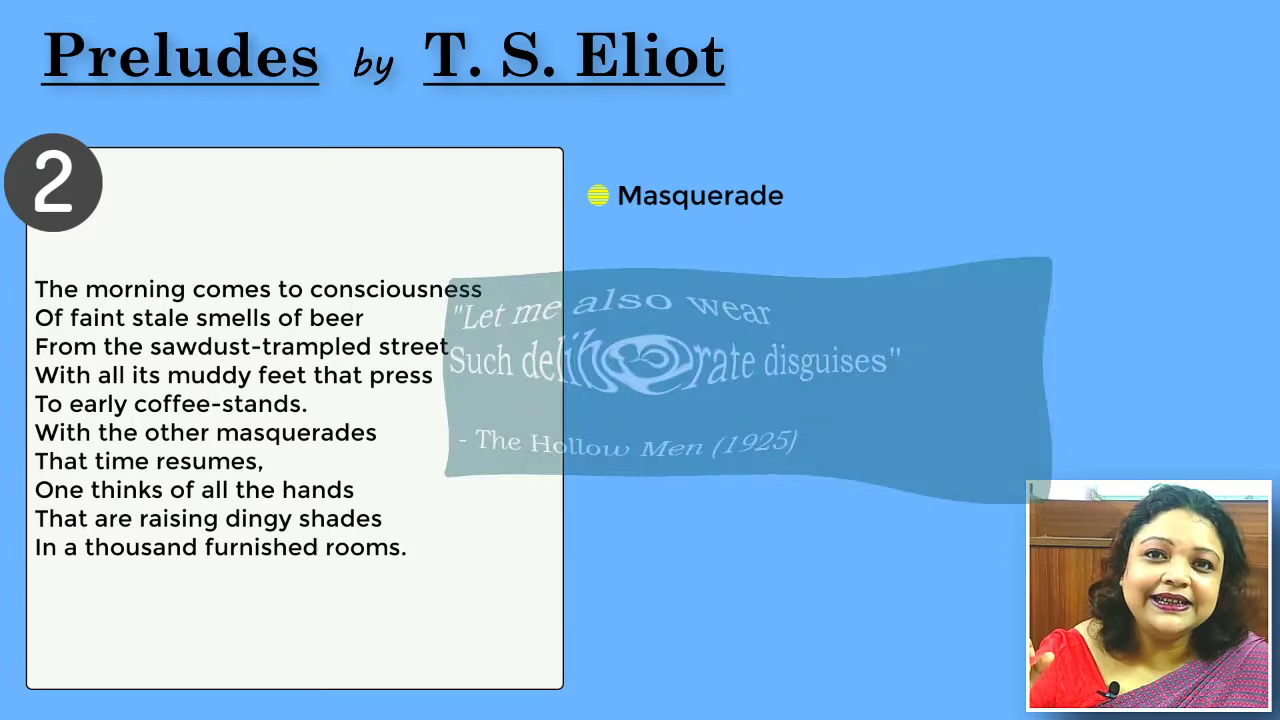 Preludes by T. S. Eliot
2
Masquerade
The morning comes to consciousness
Of faint stale smells of beer
From the sawdust-trampled street
With all its muddy feet that press
To early coffee-stands.
With the other masquerades
That time resumes,
One thinks of all the hands
That are raising dingy shades
In a thousand furnished rooms.
"Let me also wear
Such deliberate disguises"
- The Hollow Men (1925)